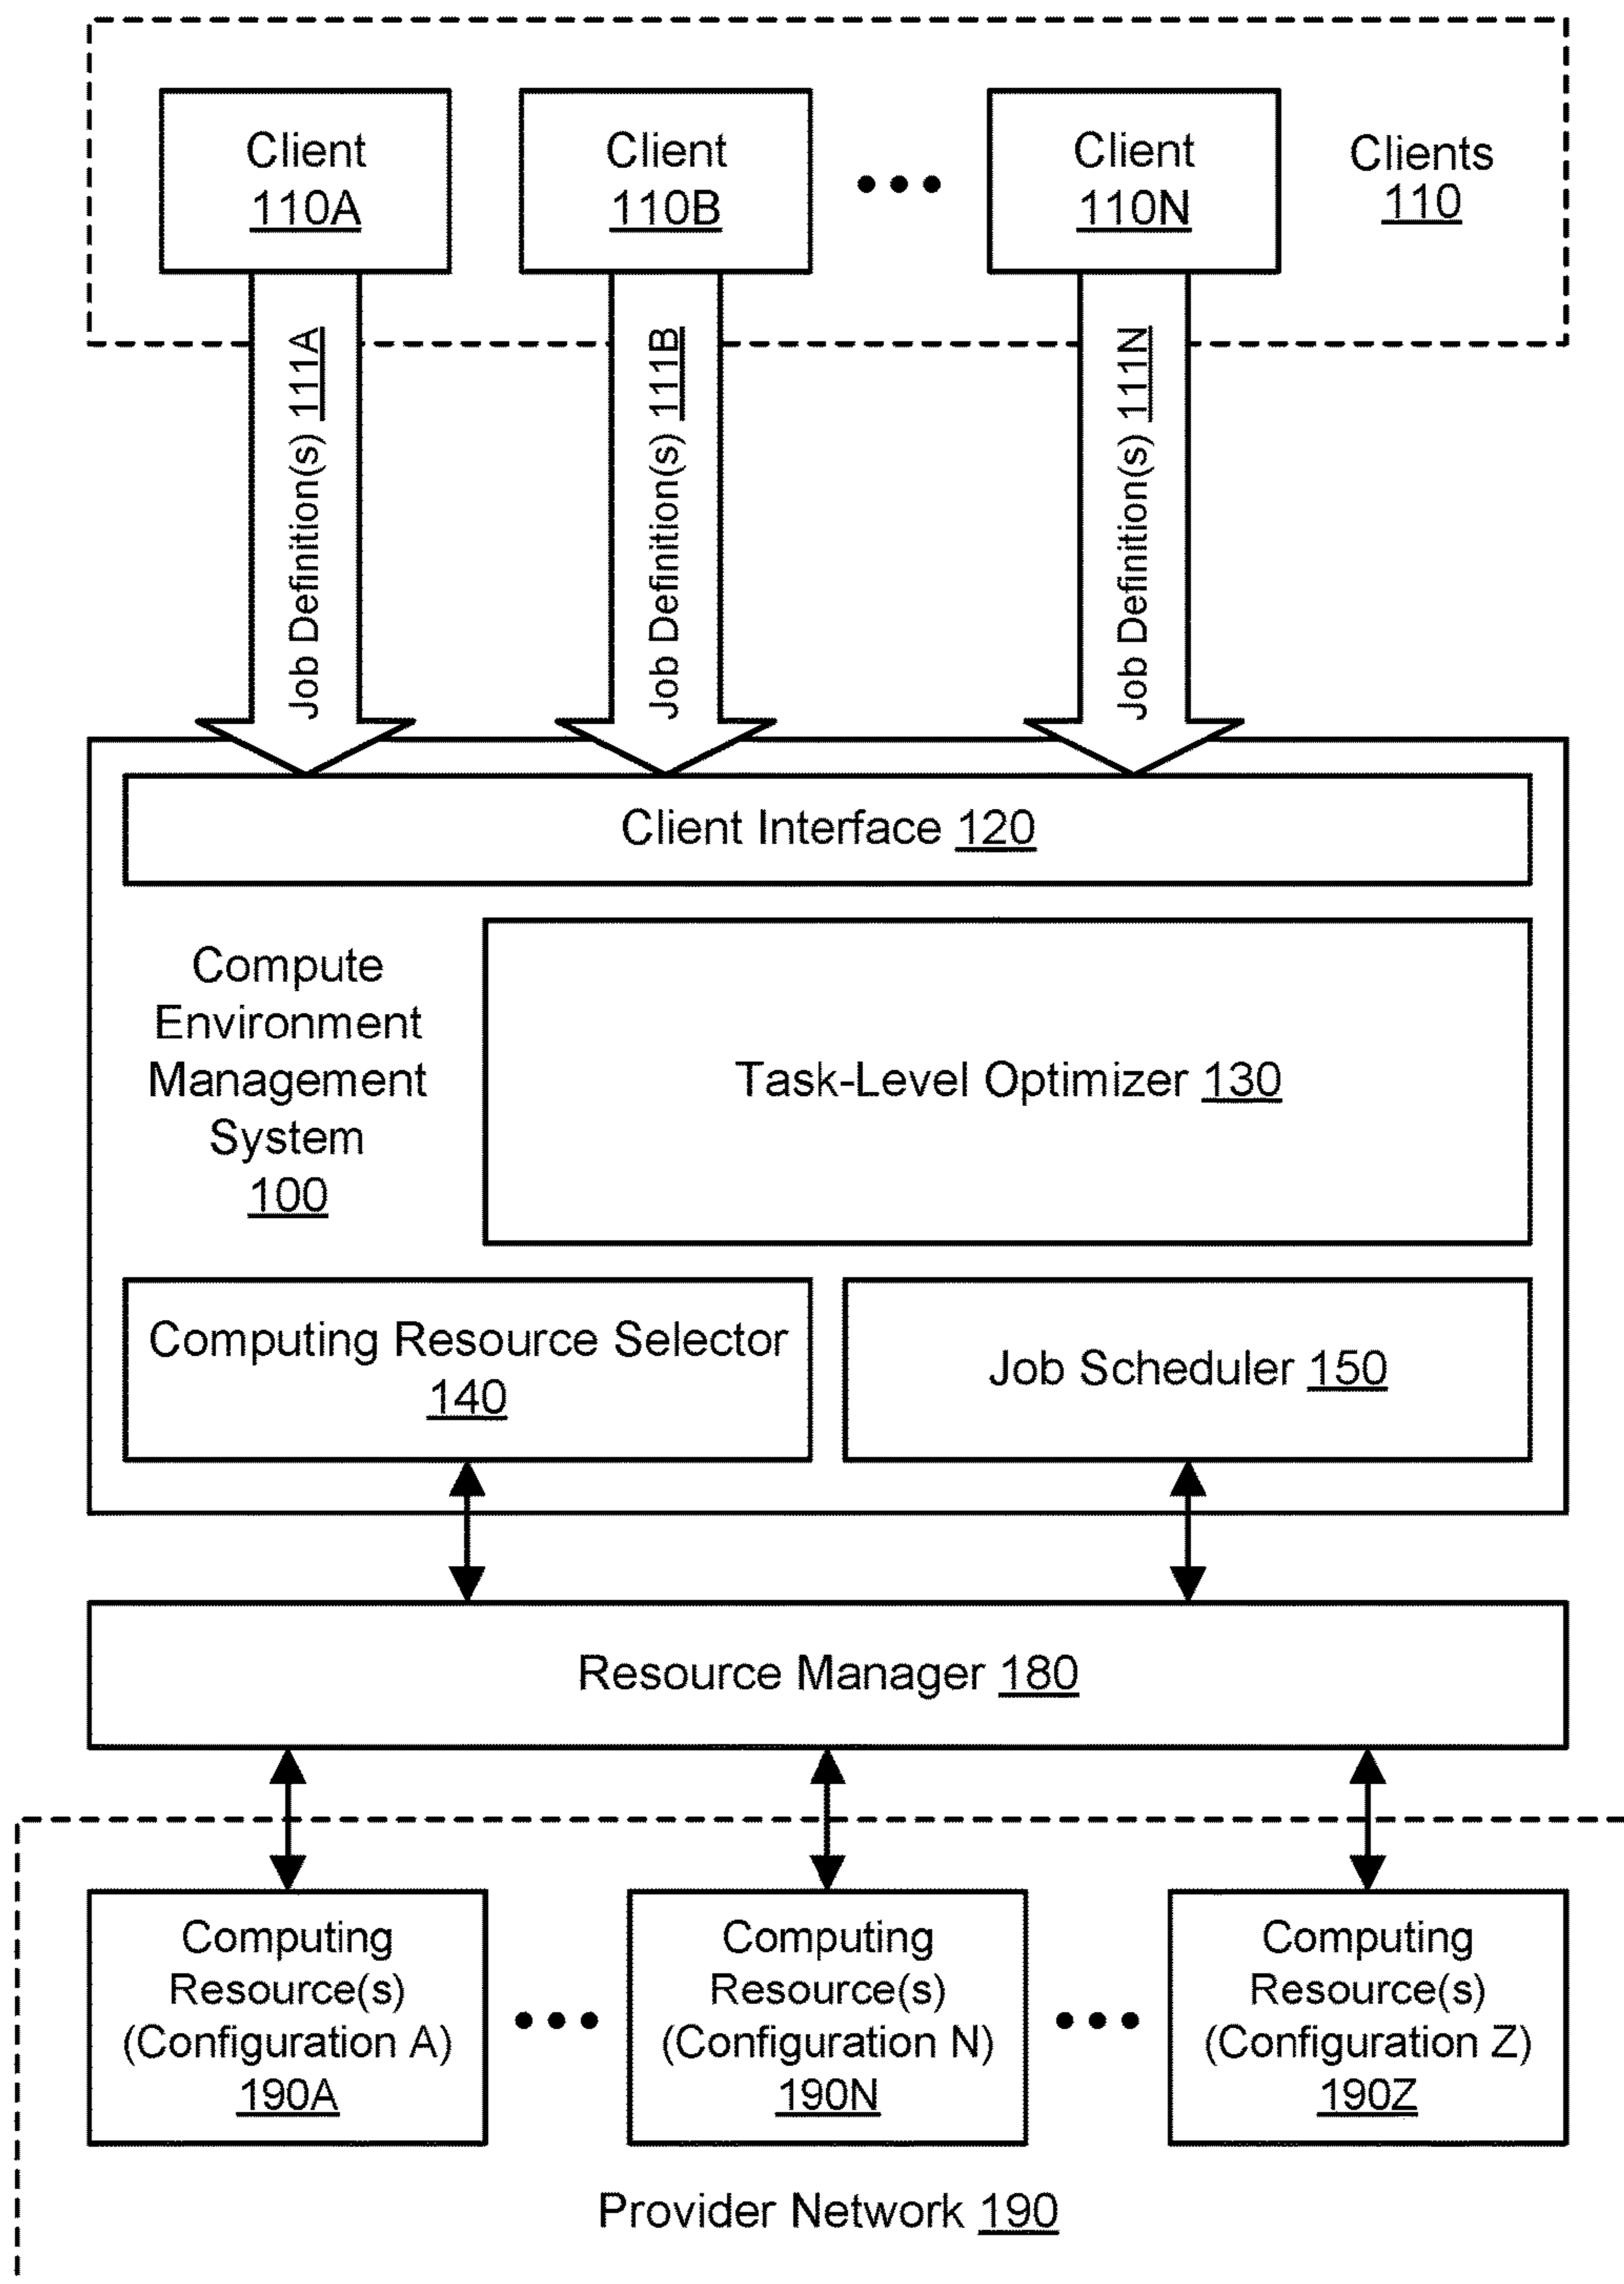 Client
110A
Client
110B
Client
110N
Clients
110
Job Definition(s) 111A
Job Definition(s) 111B
Job Definition(s) 111N
Client Interface 120
Compute
Environment
Management
System
100
Task-Level Optimizer 130
Computing Resource Selector
140
Job Scheduler 150
Resource Manager 180
Computing
Resource(s)
(Configuration A)
190A
Computing
Resource(s)
(Configuration N)
190N
Computing
Resource(s)
(Configuration Z)
190Z
Provider Network 190